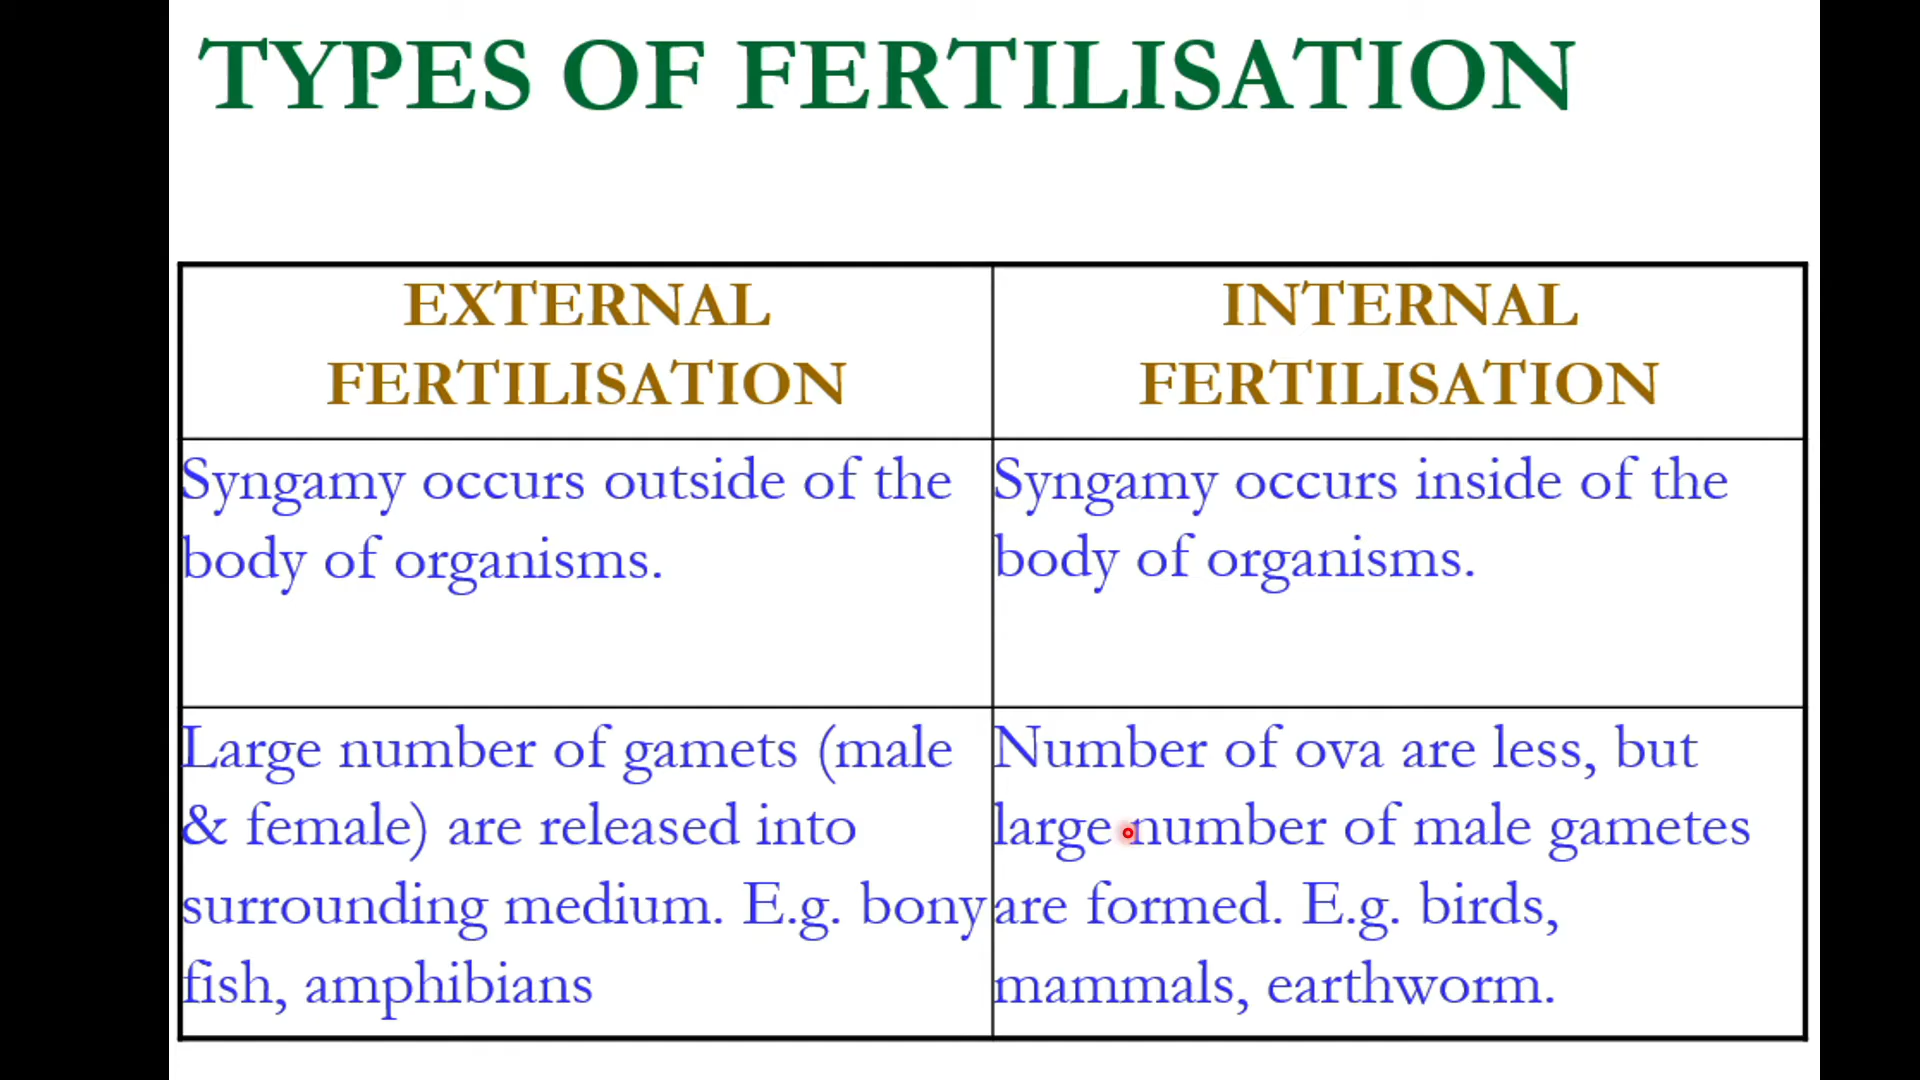 TYPES OF FERTILISATION
EXTERNAL
FERTILISATION
INTERNAL
FERTILISATION
Syngamy occurs outside of the
body of organisms.
Syngamy occurs inside of the
body of organisms.
Large number of gamets (male
& female) are released into
surrounding medium. E.g. bony
fish, amphibians
Number of ova are less, but
large number of male gametes
are formed. E.g. birds,
mammals, earthworm.